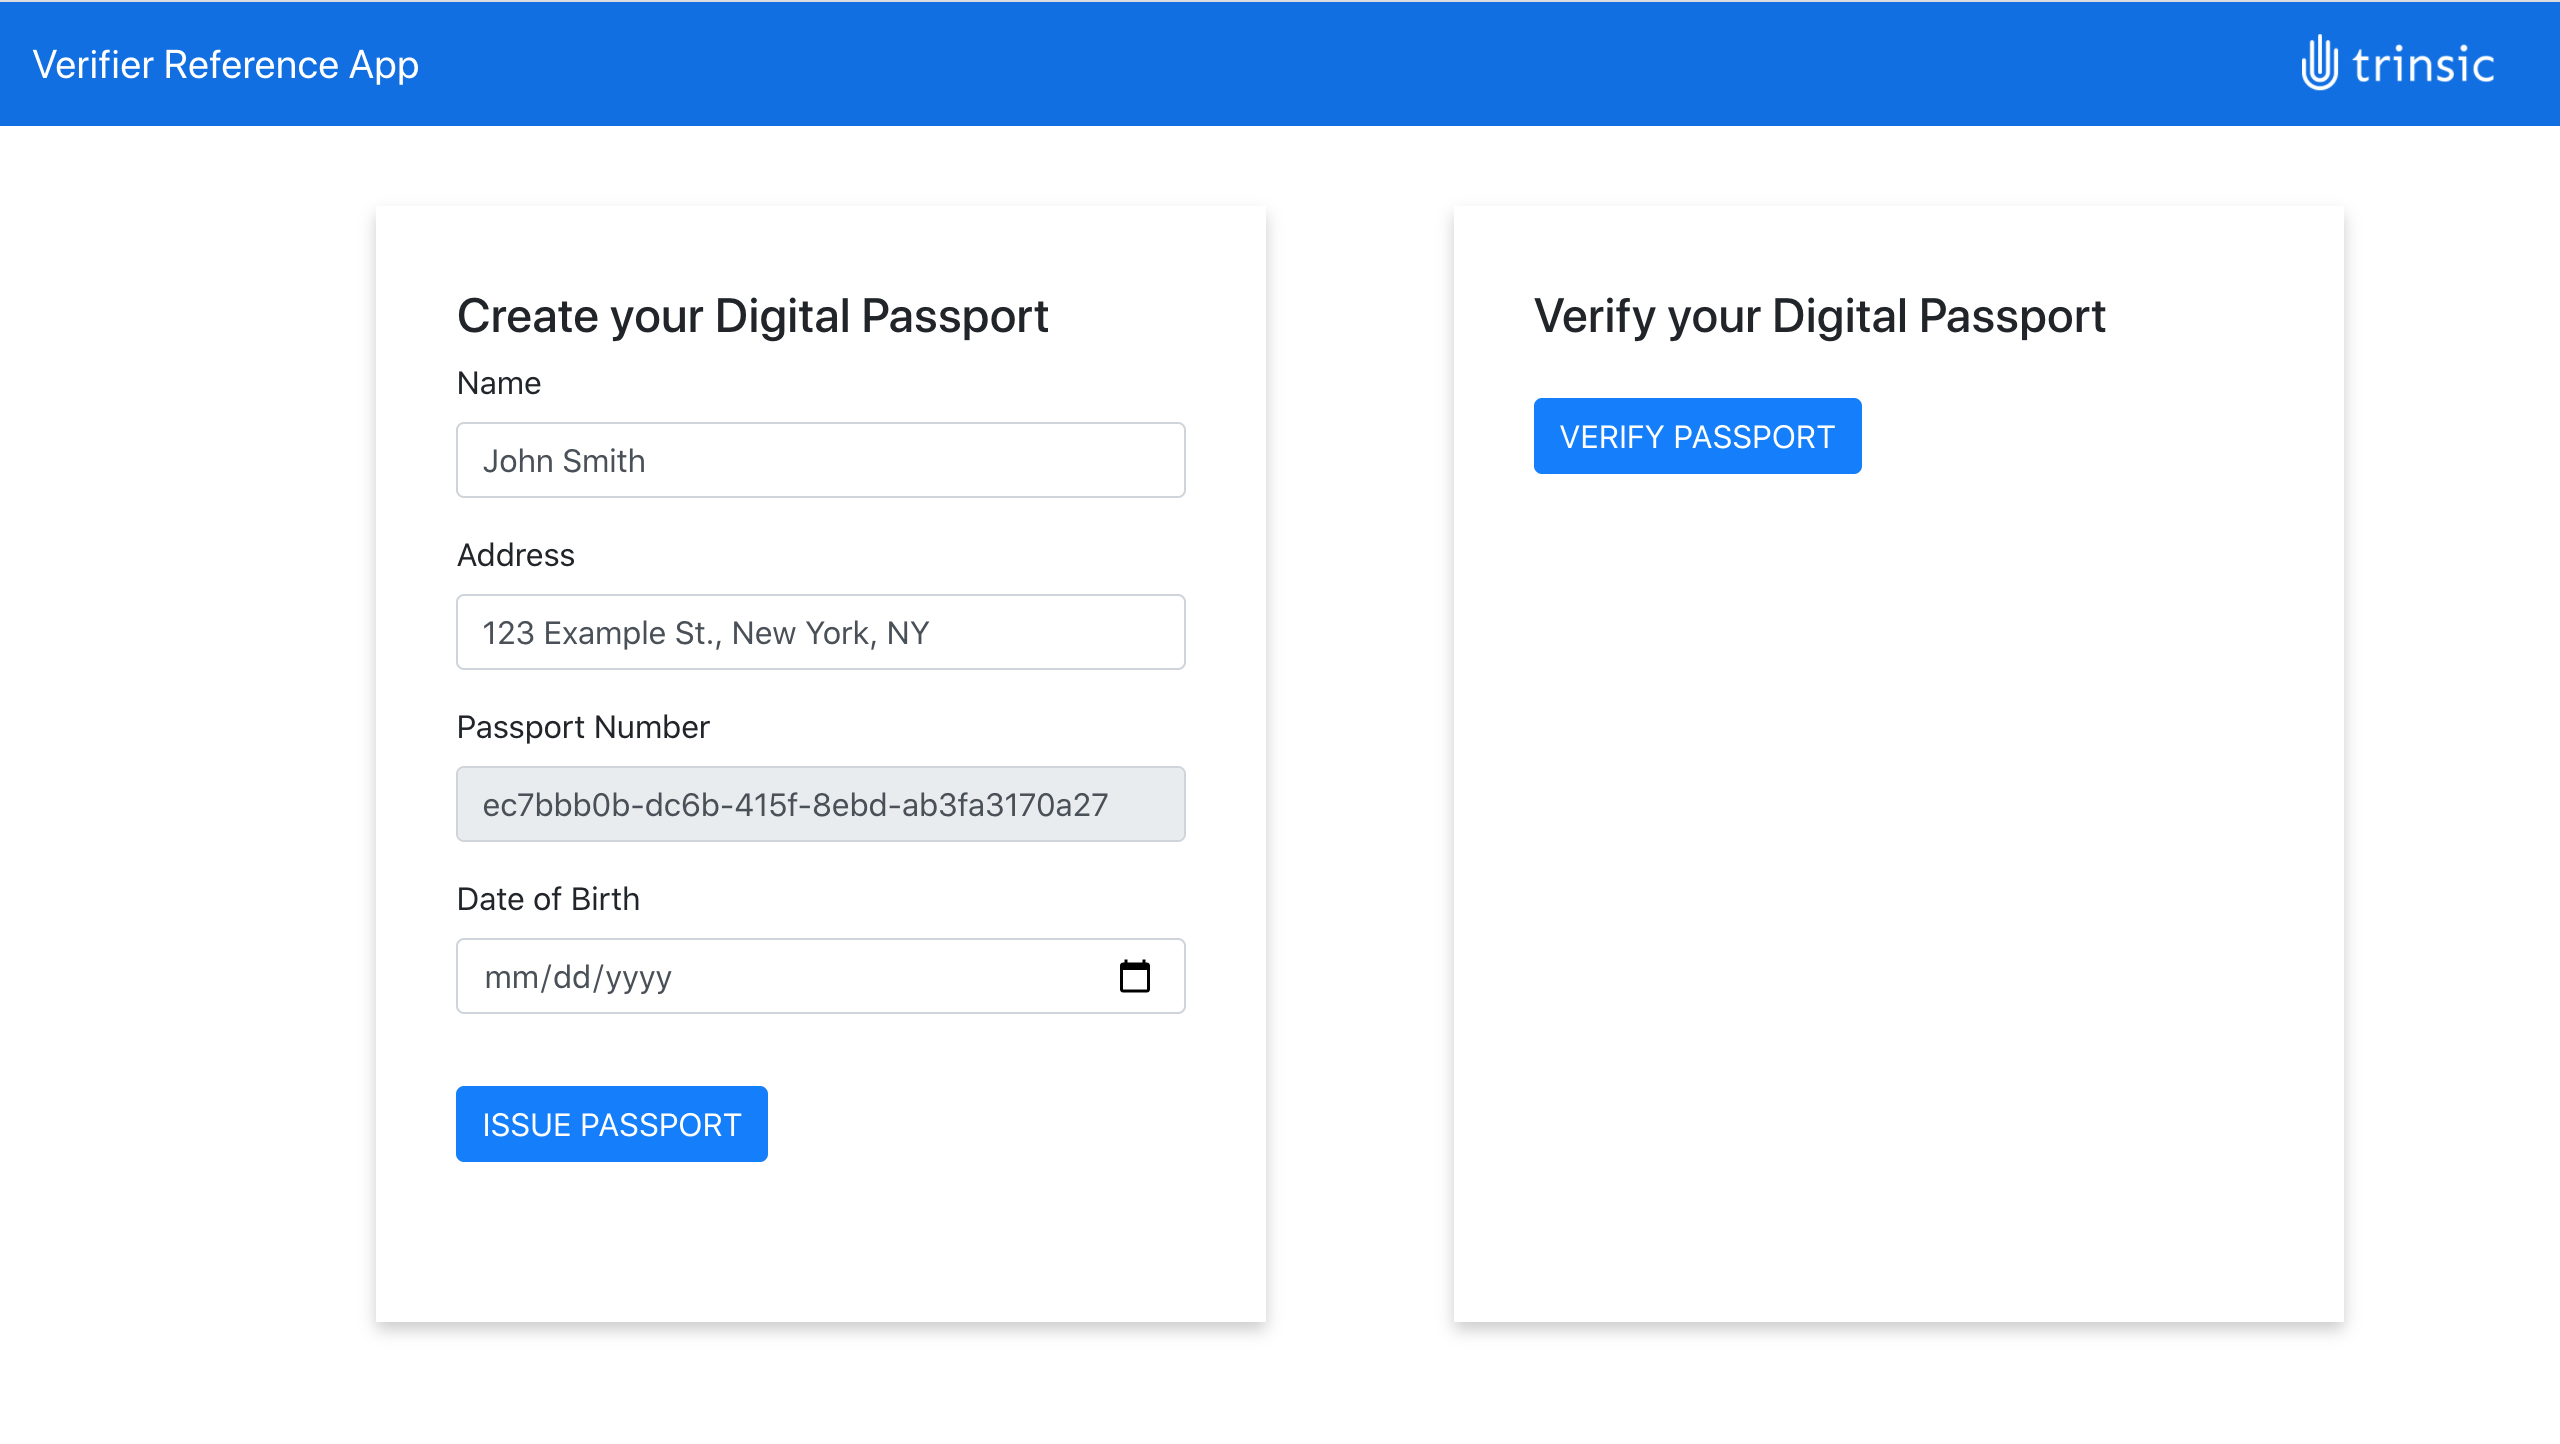 Verifier Reference App
trinsic
Create your Digital Passport
Name
John Smith
Address
123 Example St., New York, NY
Passport Number
ec7bbb0b-dc6b-415f-8ebd-ab3fa3170a27
Date of Birth
mm/dd/yyyy
ISSUE PASSPORT
Verify your Digital Passport
VERIFY PASSPORT